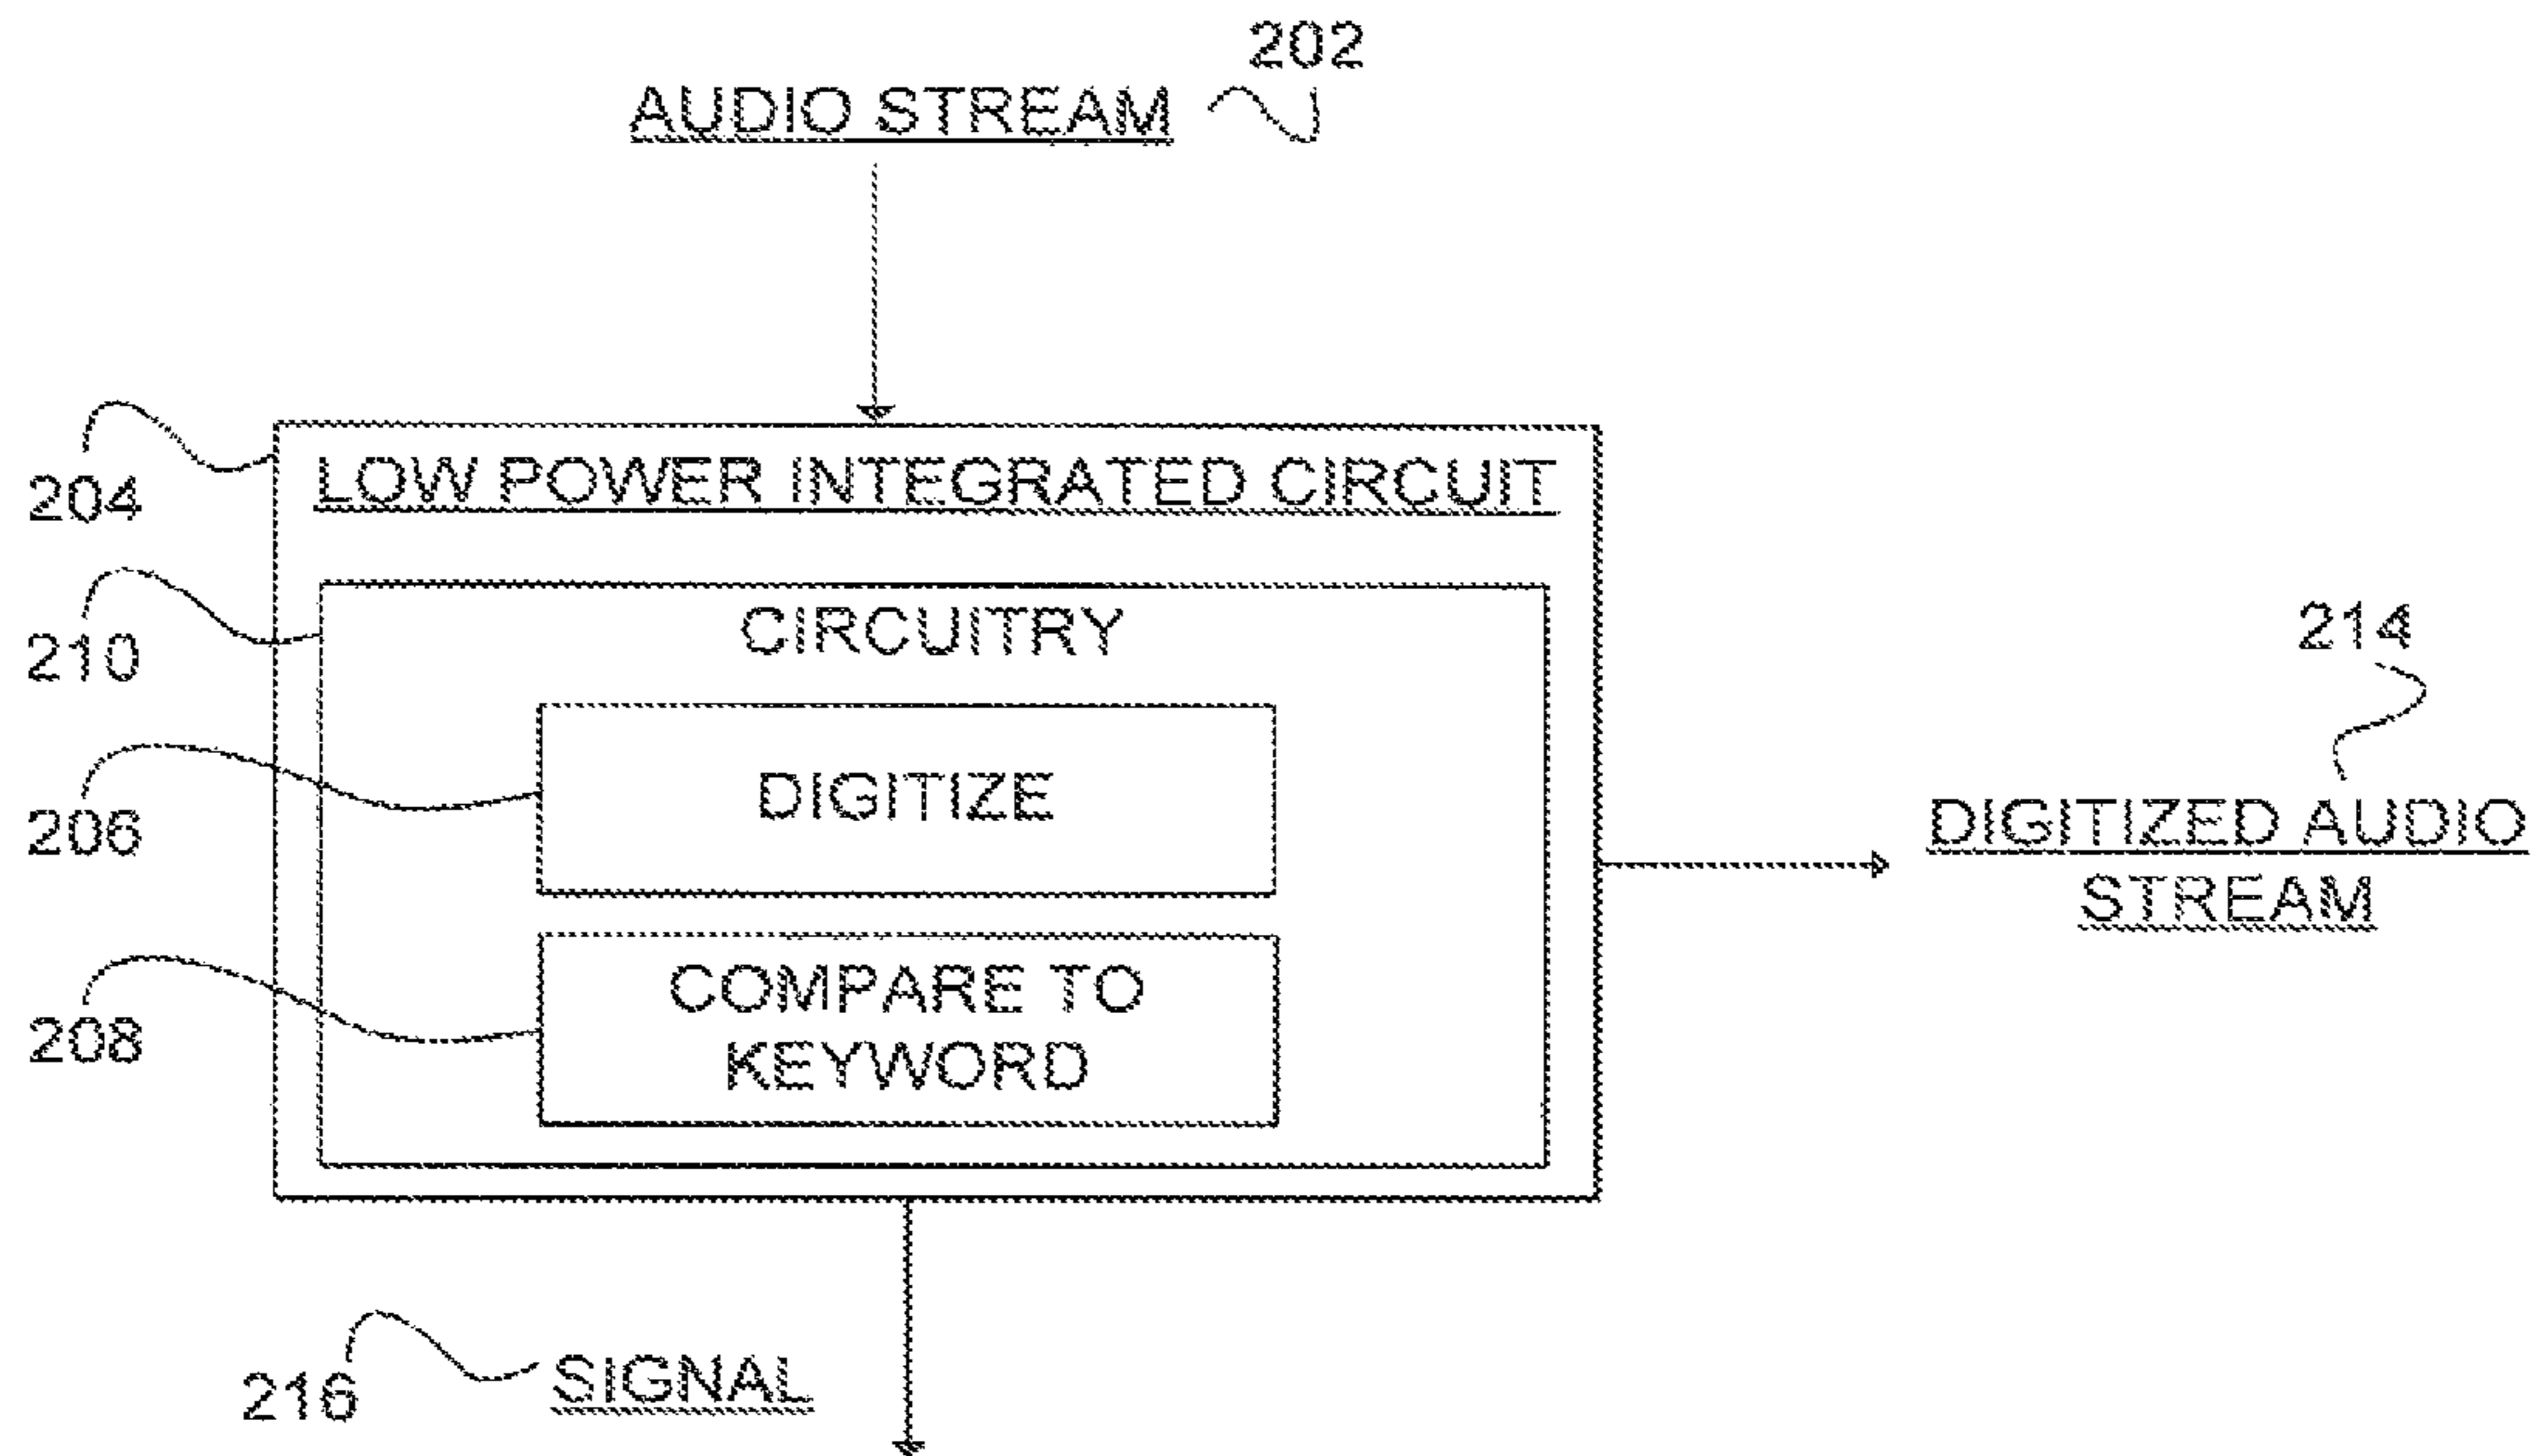 202
AUDIO STREAM
204
LOW POWER INTEGRATED CIRCUIT
210
CIRCUITRY
214
206
DIGITIZE
DIGITIZED AUDIO
STREAM
208
COMPARE TO
KEYWORD
216
SIGNAL